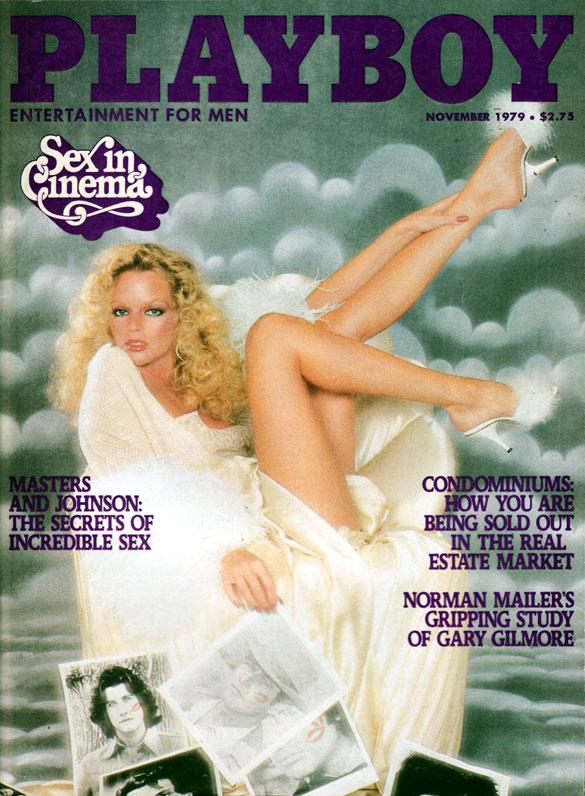 PLAYBOY
ENTERTAINMENT FOR MEN
NOVEMBER 1979 • $2.75
Sex in
Cinema
MASTERS
AND JOHNSON:
THE SECRETS OF
INCREDIBLE SEX
CONDOMINIUMS:
HOW YOU ARE
BEING SOLD OUT
IN THE REAL
ESTATE MARKET
NORMAN MAILER'S
GRIPPING STUDY
OF GARY GILMORE